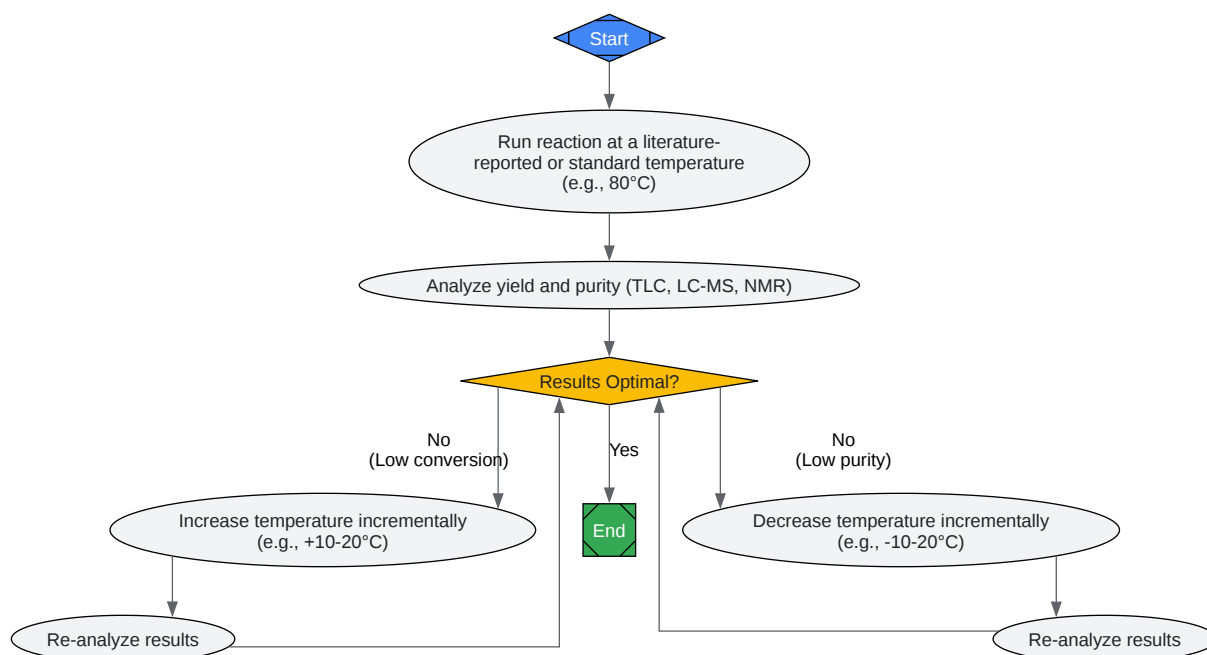 Start
Run reaction at a literature-
reported or standard temperature
(e.g., 80°C)
Analyze yield and purity (TLC, LC-MS, NMR)
Results Optimal?
No
(Low conversion)
Yes
No
(Low purity)
Increase temperature incrementally
(e.g., +10-20°C)
End
Decrease temperature incrementally
(e.g., -10-20°C)
Re-analyze results
Re-analyze results